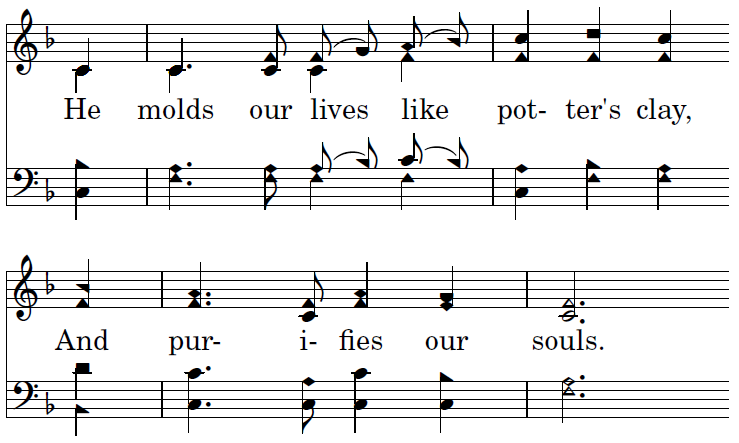 He molds our lives like pot- ter's clay,
And pur- i- fies our souls.